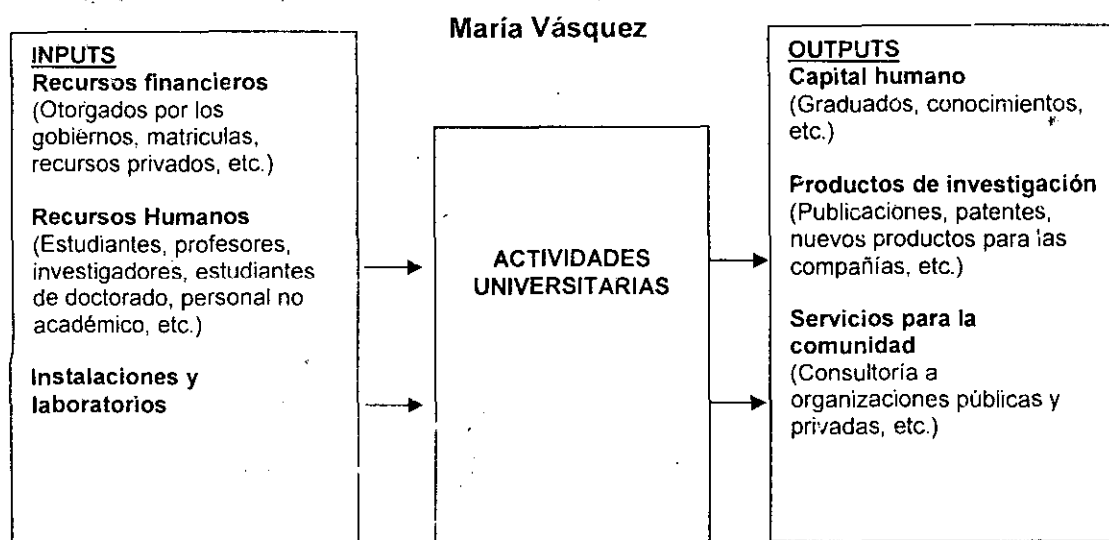 María Vásquez
INPUTS
Recursos financieros
(Otorgados por los
gobiernos, matriculas,
recursos privados, etc.)
Recursos Humanos
(Estudiantes, profesores,
investigadores, estudiantes
de doctorado, personal no
académico, etc.)
Instalaciones y
laboratorios
ACTIVIDADES
UNIVERSITARIAS
OUTPUTS
Capital humano
(Graduados, conocimientos,
etc.)
Productos de investigación
(Publicaciones, patentes,
nuevos productos para las
compañías, etc.)
Servicios para la
comunidad
(Consultoría a
organizaciones públicas y
privadas, etc.)